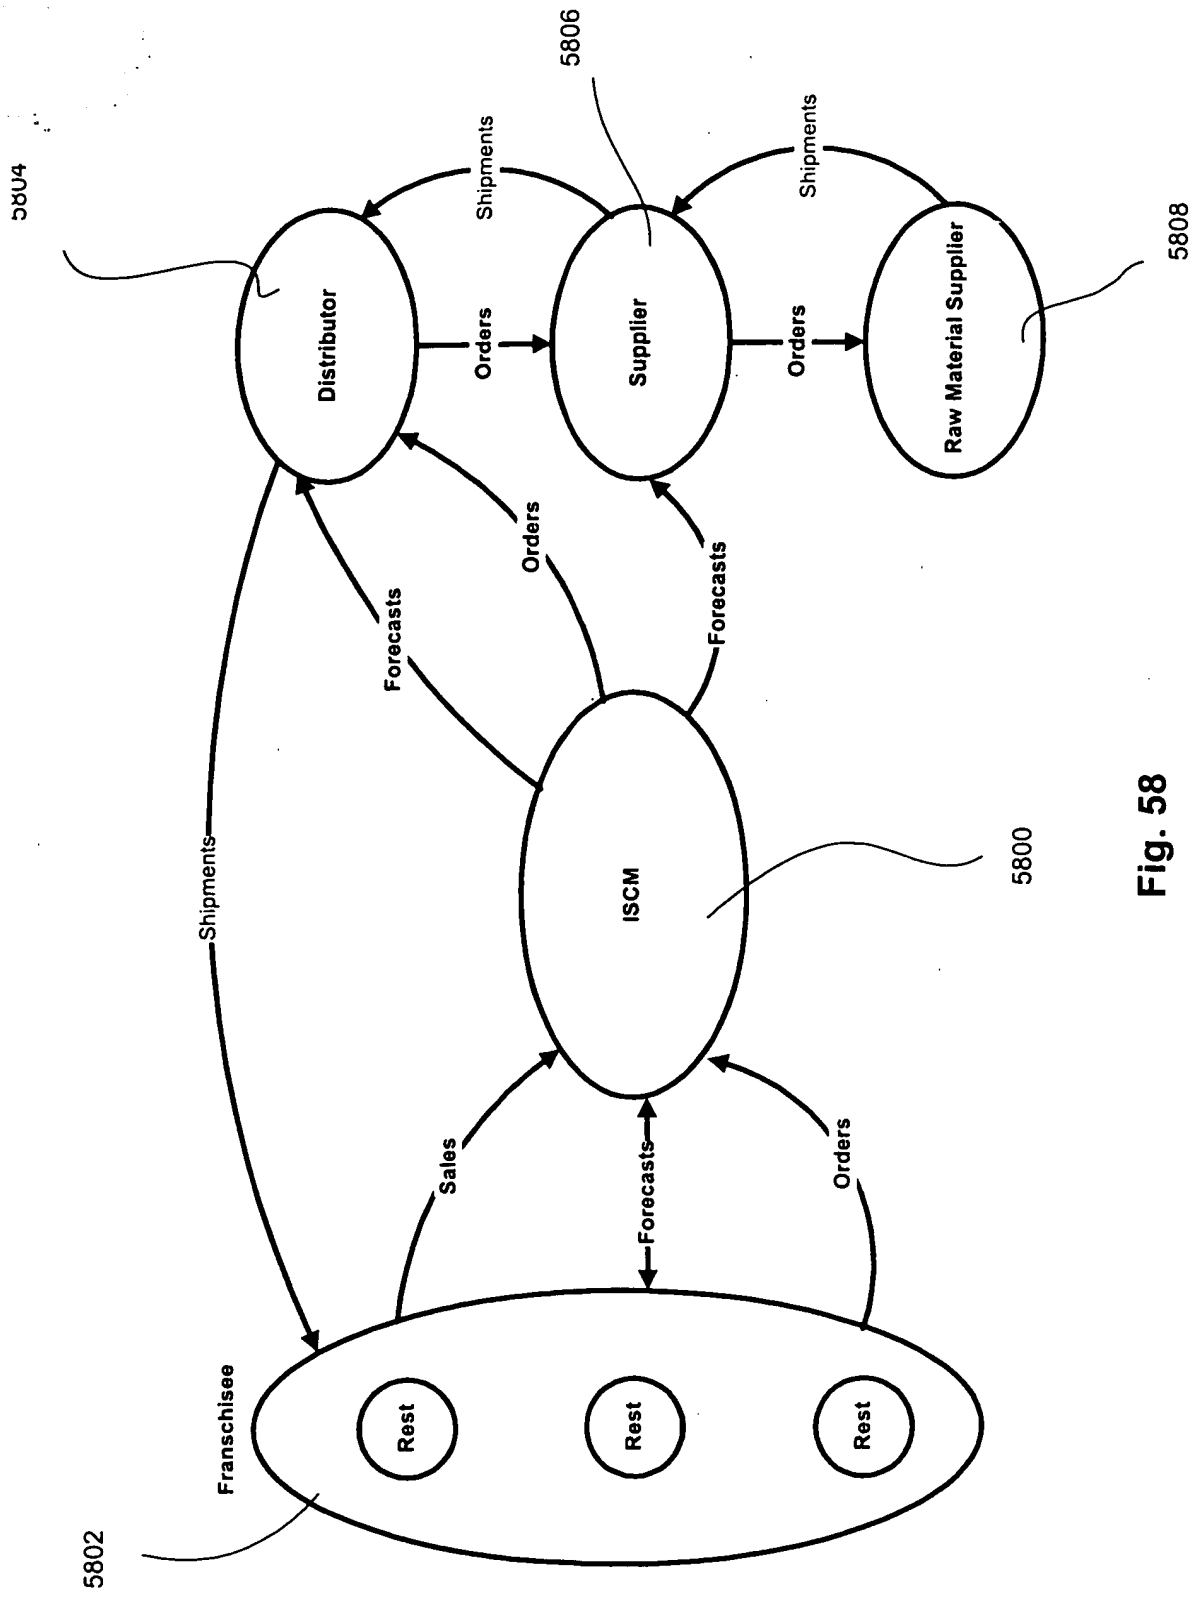 5804
5802
Shipments
Franschisee
Distributor
Forecasts
Rest
Sales
Orders
Shipments
Orders
5806
ISCM
Rest
Supplier
Forecasts
Forecasts
Orders
Shipments
Orders
Rest
Raw Material Supplier
5800
Fig. 58
5808